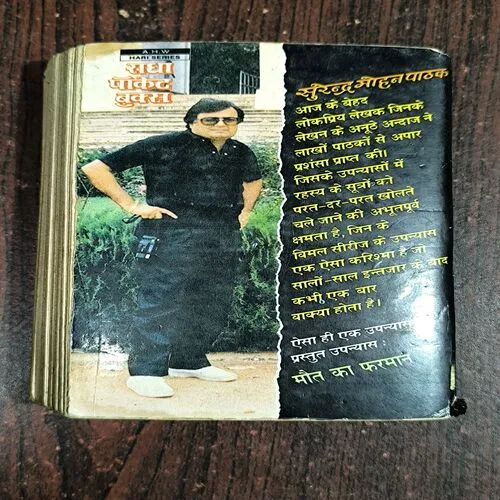 A.H.W
HARI SERIES
राधा
पॉकेट
बुक्स
सुरेन्द्र मोहन पाठक
आज के बेहद
लोकप्रिय लेखक जिनके
लेखन के अनूठे अन्दाज ने
लाखों पाठकों से अपार
प्रशंसा प्राप्त की।
जिसके उपन्यासों में
रहस्य के सूत्रों को
परत-दर-परत खोलते
चले जाने की अभूतपूर्व
क्षमता है, जिन के
विमल सीरीज के उपन्यास
एक ऐसा करिश्मा है जो
सालों-साल इन्तजार के बाद
कभी, एक बार
वाक्या होता है।
ऐसा ही एक उपन्यास
प्रस्तुत उपन्यास :
मौत का फरमान